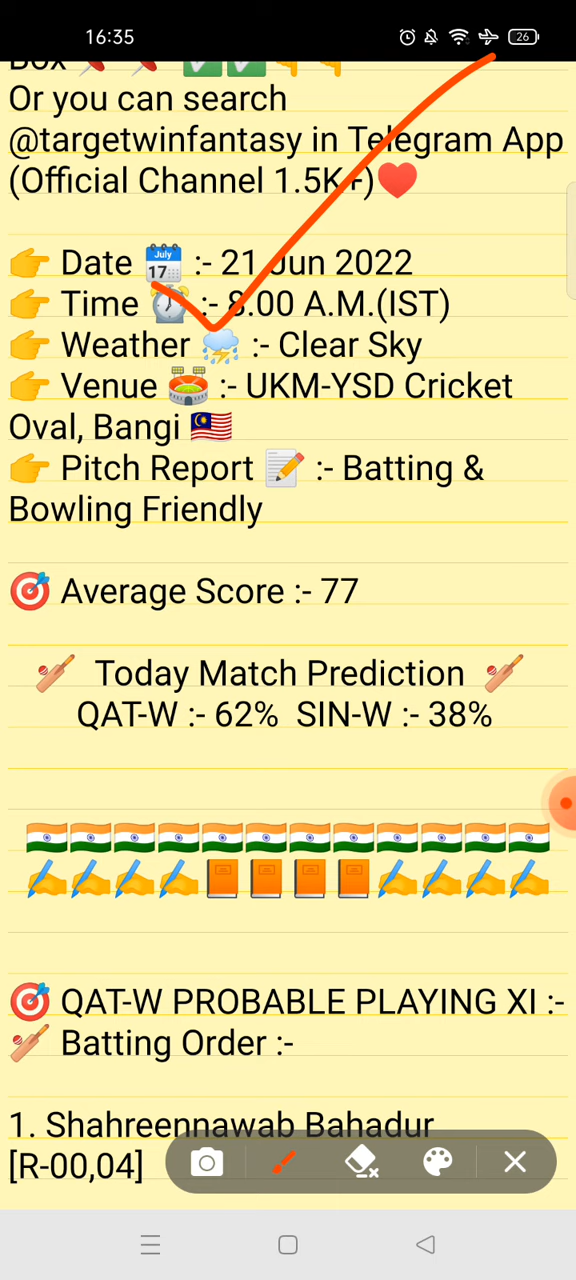 16:35
26
Box
Or you can search
@targetwinfantasy in Telegram App
(Official Channel 1.5K+)
Date :- 21 Jun 2022
Time :- 8.00 A.M.(IST)
Weather :- Clear Sky
Venue :- UKM-YSD Cricket
Oval, Bangi
Pitch Report :- Batting &
Bowling Friendly
Average Score :- 77
Today Match Prediction
QAT-W :- 62% SIN-W :- 38%
QAT-W PROBABLE PLAYING XI :-
Batting Order :-
1. Shahreennawab Bahadur
[R-00,04]